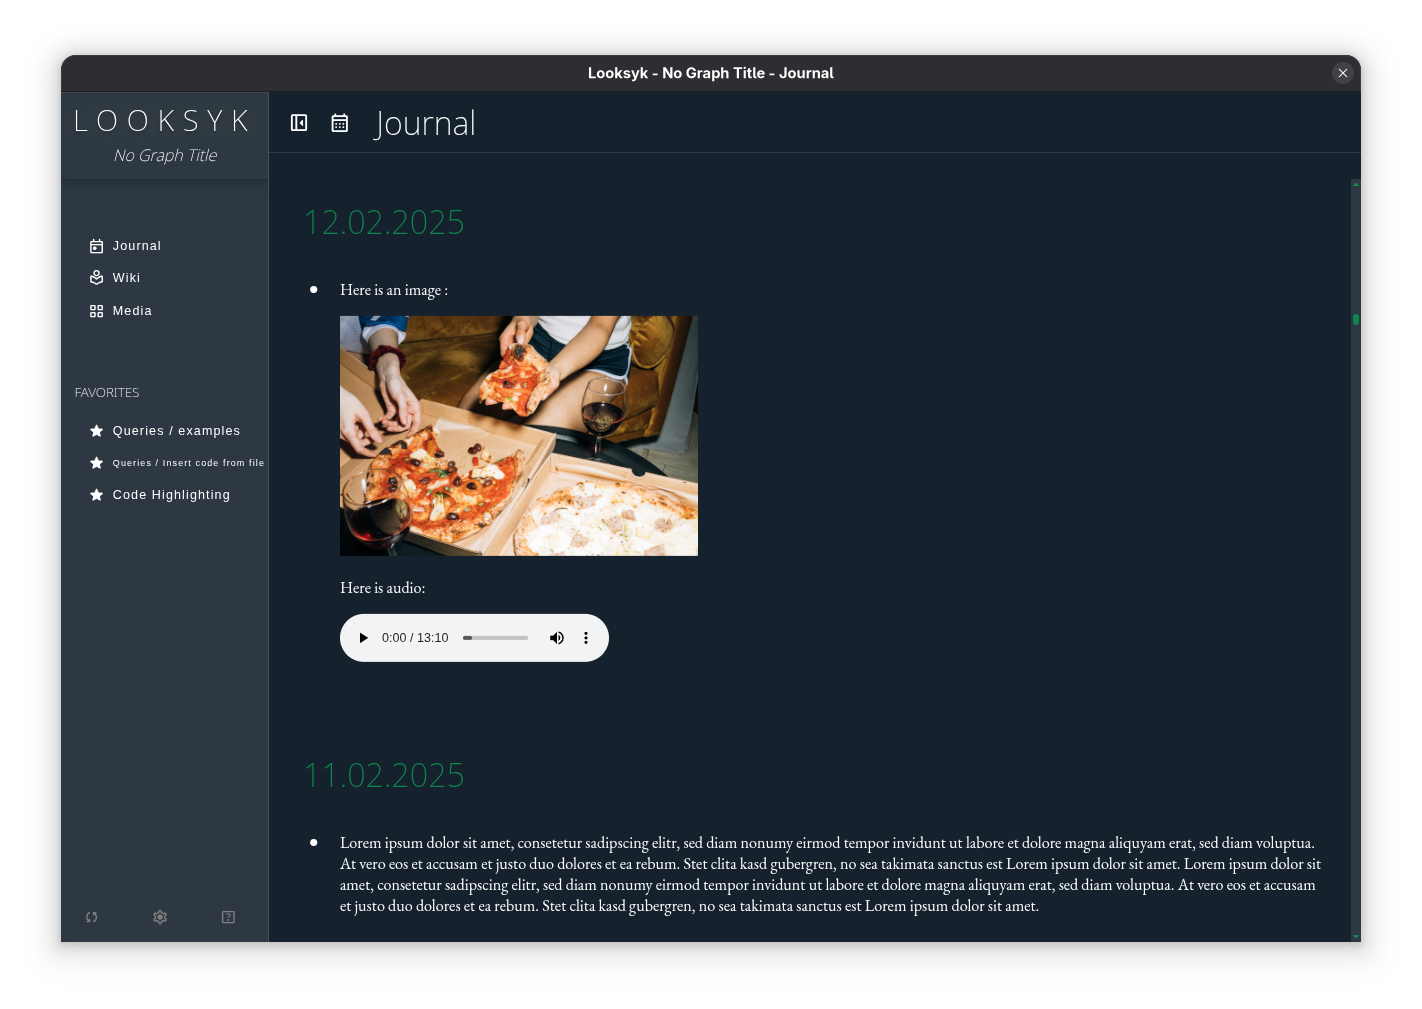 Looksyk - No Graph Title - Journal
LOOKSYK
No Graph Title
Journal
Wiki
Media
FAVORITES
Queries / examples
Queries / Insert code from file
Code Highlighting
Journal
12.02.2025
Here is an image :
Here is audio:
0:00 / 13:10
11.02.2025
Lorem ipsum dolor sit amet, consetetur sadipscing elitr, sed diam nonumy eirmod tempor invidunt ut labore et dolore magna aliquyam erat, sed diam voluptua.
At vero eos et accusam et justo duo dolores et ea rebum. Stet clita kasd gubergren, no sea takimata sanctus est Lorem ipsum dolor sit amet. Lorem ipsum dolor sit
amet, consetetur sadipscing elitr, sed diam nonumy eirmod tempor invidunt ut labore et dolore magna aliquyam erat, sed diam voluptua. At vero eos et accusam
et justo duo dolores et ea rebum. Stet clita kasd gubergren, no sea takimata sanctus est Lorem ipsum dolor sit amet.